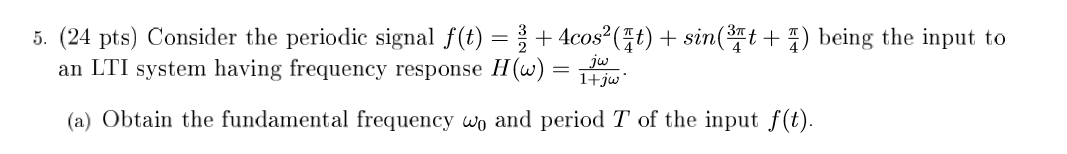 5. (24 pts) Consider the periodic signal f(t) = 3/2 + 4cos²(π/4 t) + sin(3π/4 t + π/4) being the input to
an LTI system having frequency response H(ω) = jω/(1+jω).
(a) Obtain the fundamental frequency ω₀ and period T of the input f(t).